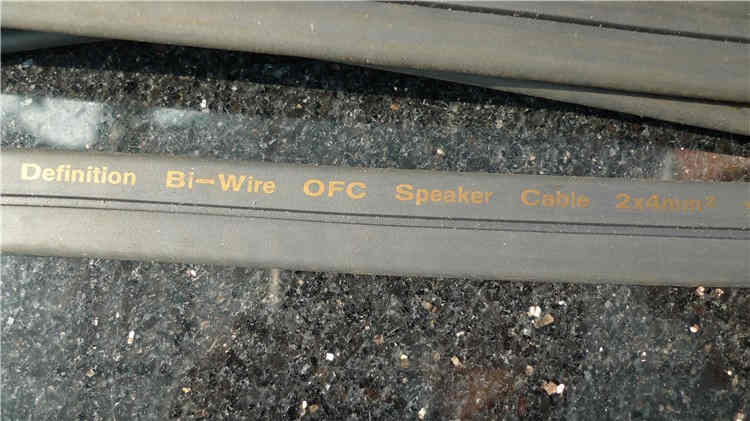 Definition Bi-Wire OFC Speaker Cable 2x4mm²